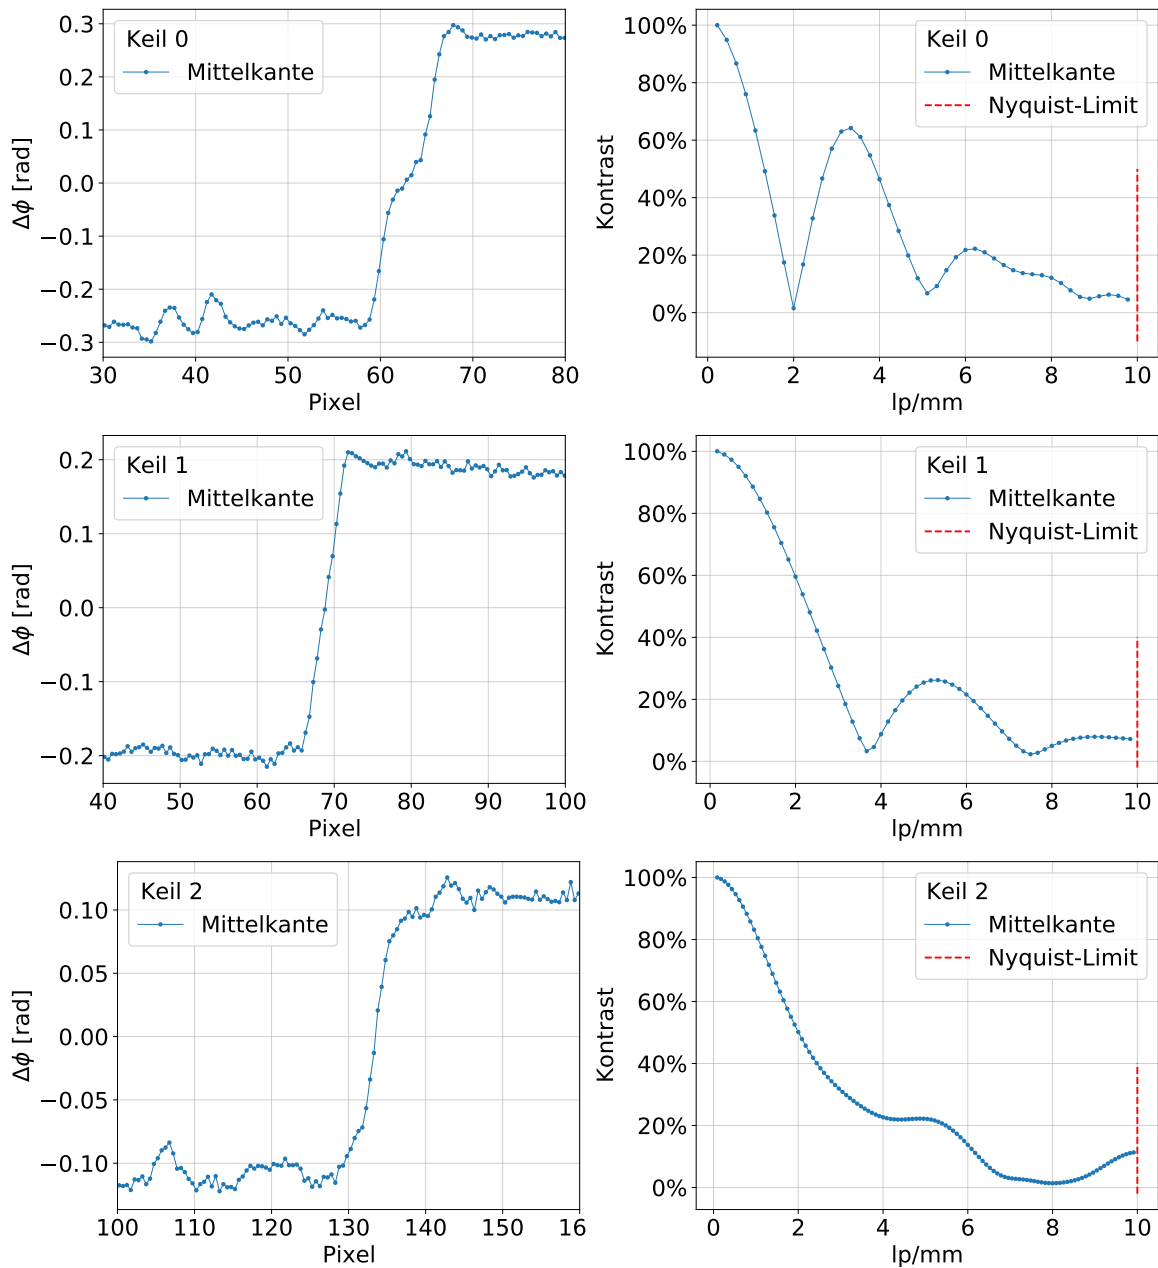 Keil 0
Mittelkante
0.3
0.2
0.1
0.0
−0.1
−0.2
−0.3
Δϕ [rad]
30 40 50 60 70 80
Pixel
Keil 0
Mittelkante
Nyquist-Limit
100%
80%
60%
40%
20%
0%
Kontrast
0 2 4 6 8 10
lp/mm
Keil 1
Mittelkante
0.2
0.1
0.0
−0.1
−0.2
Δϕ [rad]
40 50 60 70 80 90 100
Pixel
Keil 1
Mittelkante
Nyquist-Limit
100%
80%
60%
40%
20%
0%
Kontrast
0 2 4 6 8 10
lp/mm
Keil 2
Mittelkante
0.10
0.05
0.00
−0.05
−0.10
Δϕ [rad]
100 110 120 130 140 150 16
Pixel
Keil 2
Mittelkante
Nyquist-Limit
100%
80%
60%
40%
20%
0%
Kontrast
0 2 4 6 8 10
lp/mm